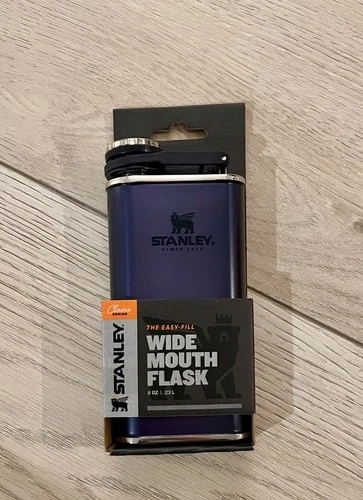 STANLEY
SINCE 1913
Classic
SERIES
STANLEY
THE EASY-FILL
WIDE
MOUTH
FLASK
8 OZ | .23 L